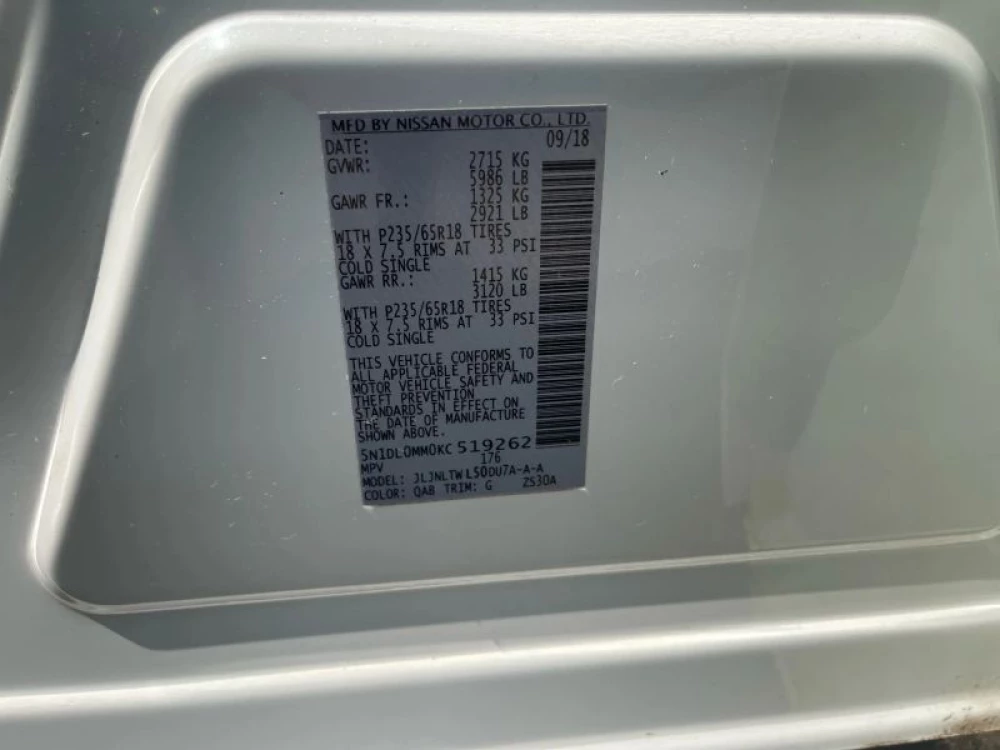 MFD BY NISSAN MOTOR CO., LTD.
DATE: 09/18
GVWR: 2715 KG
5986 LB
GAWR FR.: 1325 KG
2921 LB
WITH P235/65R18 TIRES
18 X 7.5 RIMS AT 33 PSI
COLD SINGLE
GAWR RR.: 1415 KG
3120 LB
WITH P235/65R18 TIRES
18 X 7.5 RIMS AT 33 PSI
COLD SINGLE
THIS VEHICLE CONFORMS TO
ALL APPLICABLE FEDERAL
MOTOR VEHICLE SAFETY AND
THEFT PREVENTION
STANDARDS IN EFFECT ON
THE DATE OF MANUFACTURE
SHOWN ABOVE.
5N1DL0MM0KC 519262
MPV 176
MODEL: JLJNLTW L50DU7A-A-A
COLOR: QAB TRIM: G ZS30A